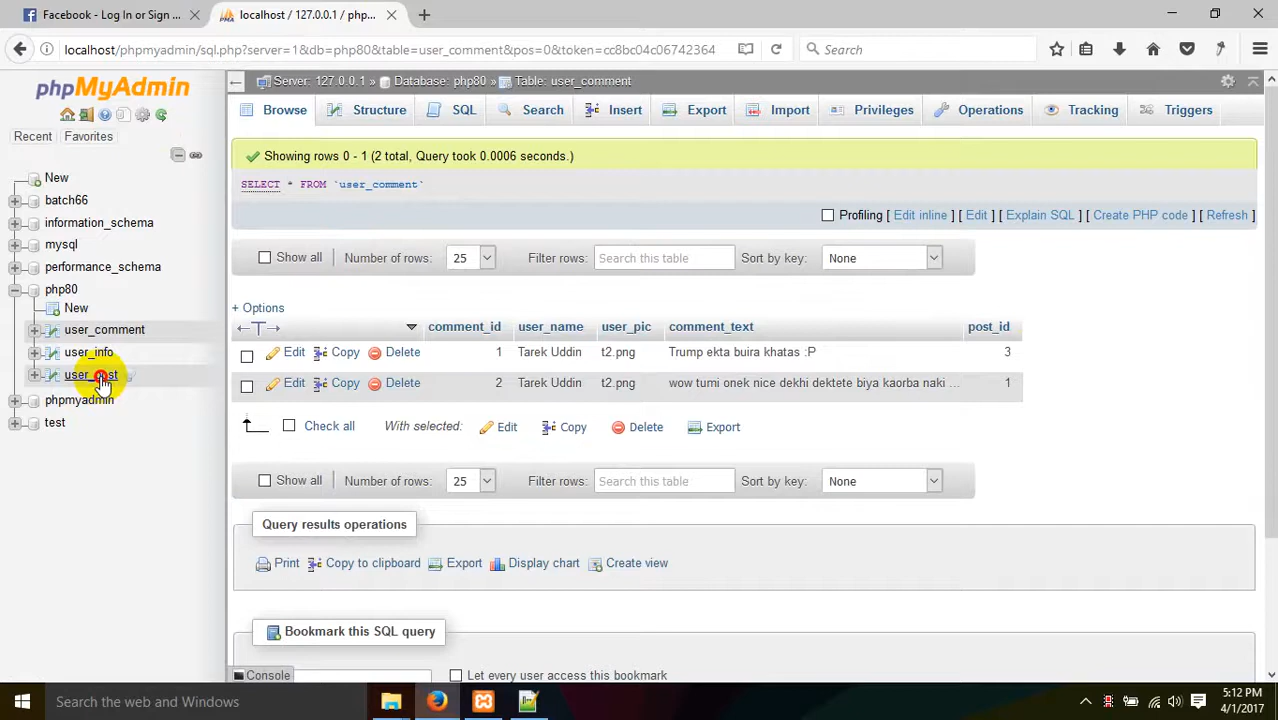 Facebook - Log In or Sign ...
localhost / 127.0.0.1 / php...
localhost/phpmyadmin/sql.php?server=1&db=php80&table=user_comment&pos=0&token=cc8bc04c06742364
Search
phpMyAdmin
Recent
Favorites
New
batch66
information_schema
mysql
performance_schema
php80
New
user_comment
user_info
phpmyadmin
test
Server: 127.0.0.1 » Database: php80 » Table: user_comment
Browse Structure SQL Search Insert Export Import Privileges Operations Tracking Triggers
Showing rows 0 - 1 (2 total, Query took 0.0006 seconds.)
SELECT * FROM `user_comment`
Profiling [ Edit inline ] [ Edit ] [ Explain SQL ] [ Create PHP code ] [ Refresh ]
Show all Number of rows: 25 Filter rows: Search this table Sort by key: None
+ Options
comment_id user_name user_pic comment_text post_id
Edit Copy Delete 1 Tarek Uddin t2.png Trump ekta buira khatas :P 3
Edit Copy Delete 2 Tarek Uddin t2.png wow tumi onek nice dekhi dektete biya kaorba naki ... 1
Check all With selected: Edit Copy Delete Export
Show all Number of rows: 25 Filter rows: Search this table Sort by key: None
Query results operations
Print Copy to clipboard Export Display chart Create view
Bookmark this SQL query
Console
Let every user access this bookmark
Search the web and Windows
5:12 PM
4/1/2017